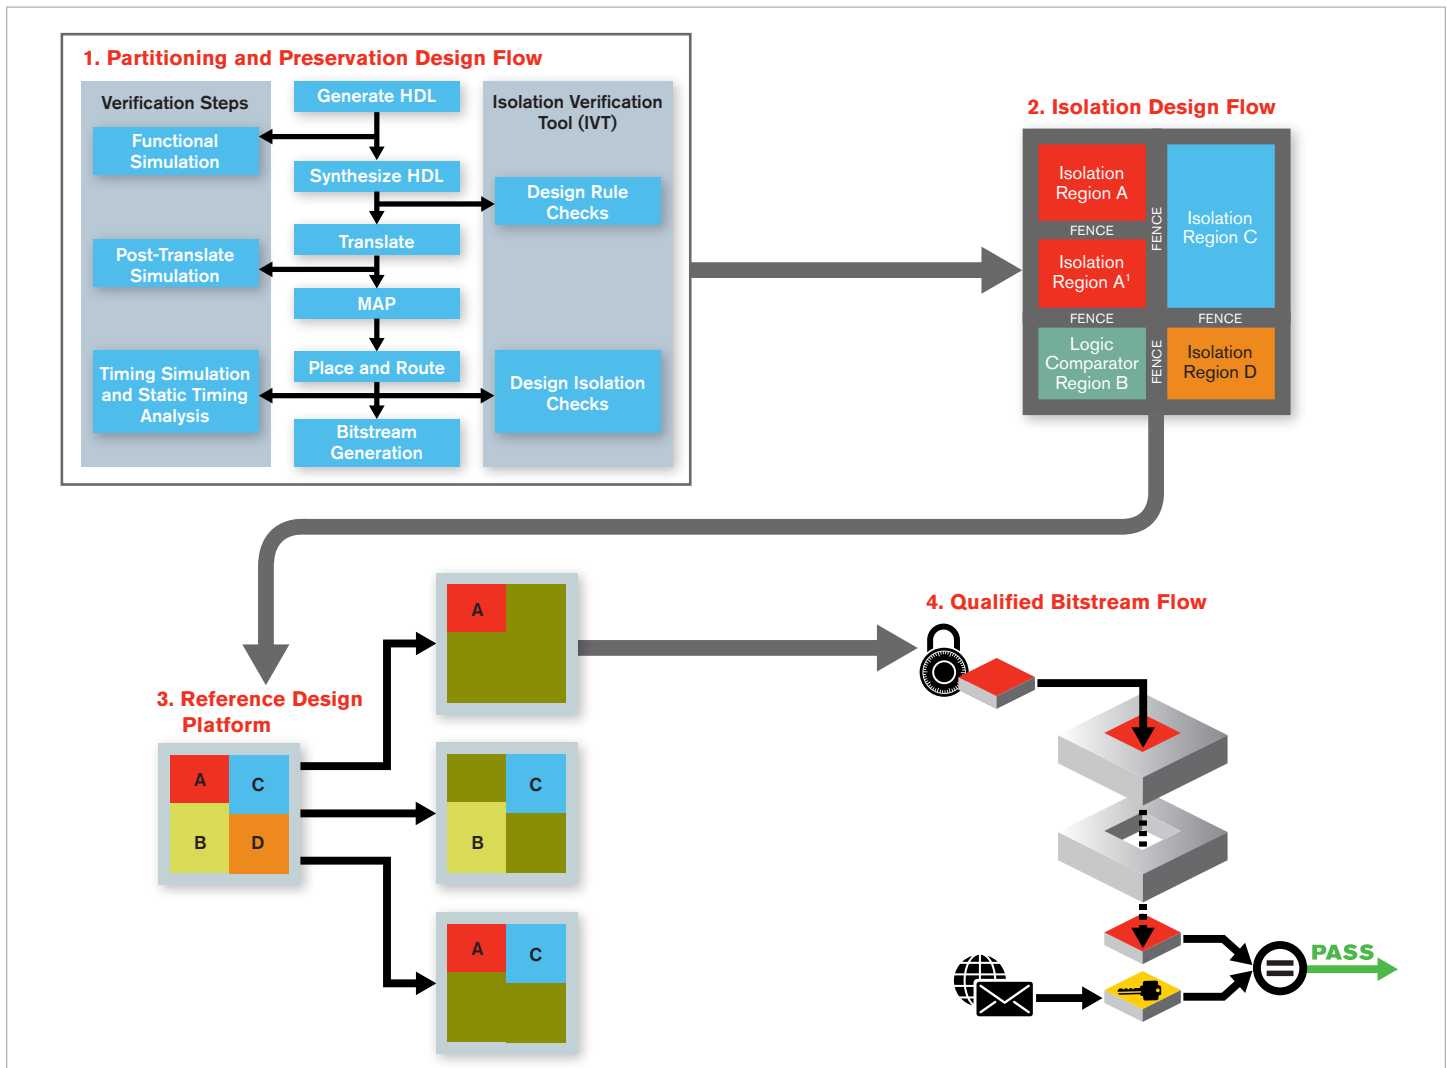 1. Partitioning and Preservation Design Flow
Verification Steps
Functional
Simulation
Post-Translate
Simulation
Timing Simulation
and Static Timing
Analysis
Generate HDL
Synthesize HDL
Translate
MAP
Place and Route
Bitstream
Generation
Isolation Verification
Tool (IVT)
Design Rule
Checks
Design Isolation
Checks
2. Isolation Design Flow
Isolation
Region A
FENCE
Isolation
Region A¹
FENCE
Logic
Comparator
Region B
FENCE
FENCE
Isolation
Region C
FENCE
Isolation
Region D
3. Reference Design
Platform
A
C
B
D
A
C
B
A
C
4. Qualified Bitstream Flow
PASS